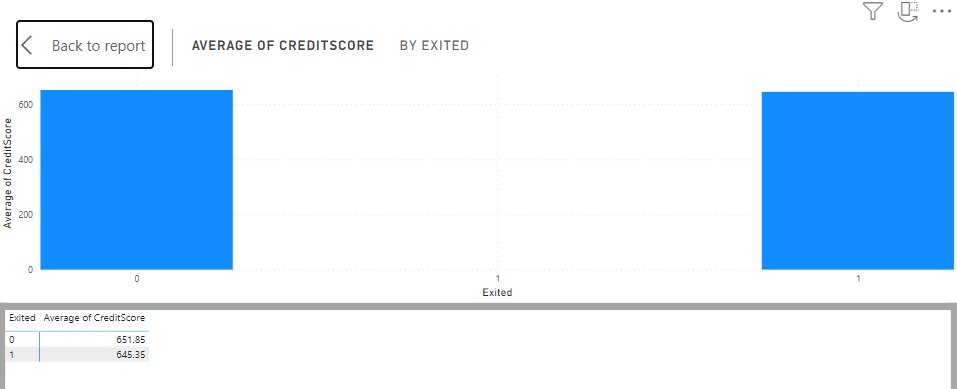 Back to report
AVERAGE OF CREDITSCORE BY EXITED
Average of CreditScore
600
400
200
0
0 1 1
Exited
Exited Average of CreditScore
0 651.85
1 645.35